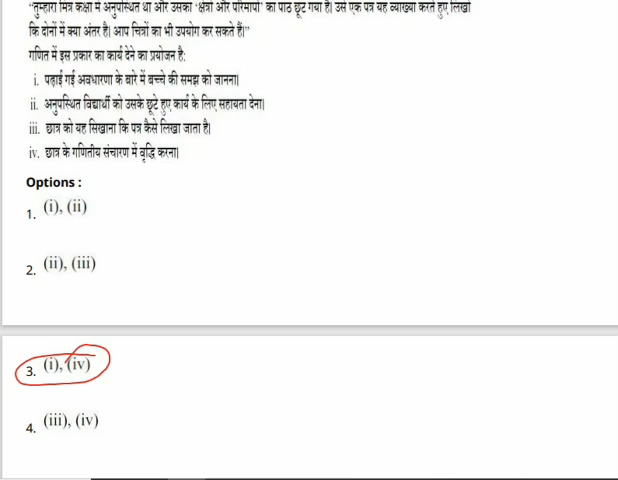 "तुम्हारा मित्र कक्षा में अनुपस्थित था और उसका 'क्षेत्रों और परिमापों' का पाठ छूट गया है। उसे एक पत्र यह व्याख्या करते हुए लिखो
कि दोनों में क्या अंतर है। आप चित्रों का भी उपयोग कर सकते हैं।"
गणित में इस प्रकार का कार्य देने का प्रयोजन है:
i. पढ़ाई गई अवधारणा के बारे में बच्चे की समझ को जानना।
ii. अनुपस्थित विद्यार्थी को उसके छूटे हुए कार्य के लिए सहायता देना।
iii. छात्र को यह सिखाना कि पत्र कैसे लिखा जाता है।
iv. छात्र के गणितीय संचारण में वृद्धि करना।
Options :
1. (i), (ii)
2. (ii), (iii)
3. (i), (iv)
4. (iii), (iv)